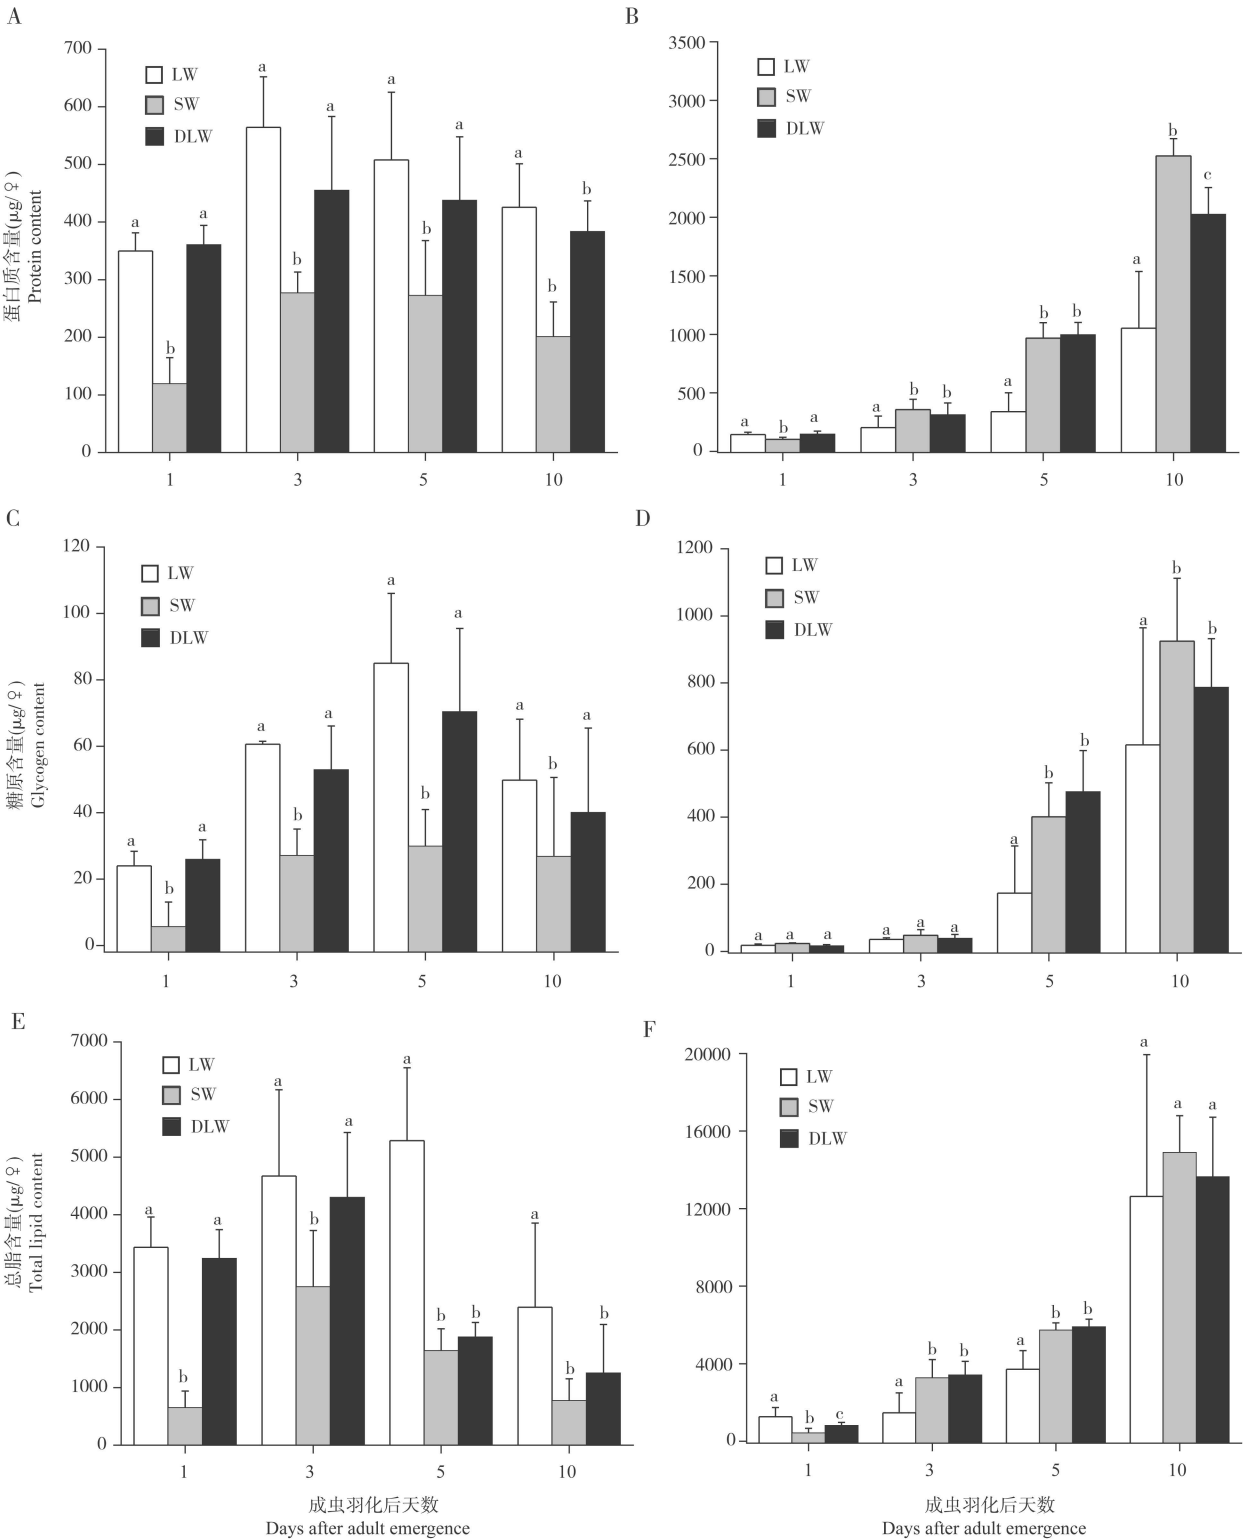 A
蛋白质含量(μg/♀)
Protein content
700
600
500
400
300
200
100
0
LW
SW
DLW
a
b
a
a
b
a
a
b
a
a
b
b
1
3
5
10
B
3500
3000
2500
2000
1500
1000
500
0
LW
SW
DLW
a
b
a
a
b
b
a
b
b
a
b
c
1
3
5
10
C
糖原含量(μg/♀)
Glycogen content
120
100
80
60
40
20
0
LW
SW
DLW
a
b
a
a
b
a
a
b
a
a
b
a
1
3
5
10
D
1200
1000
800
600
400
200
0
LW
SW
DLW
a
a
a
a
a
a
a
b
b
a
b
b
1
3
5
10
E
总脂含量(μg/♀)
Total lipid content
7000
6000
5000
4000
3000
2000
1000
0
LW
SW
DLW
a
b
a
a
b
a
a
b
b
a
b
b
1
3
5
10
成虫羽化后天数
Days after adult emergence
F
20000
16000
12000
8000
4000
0
LW
SW
DLW
a
b
c
a
b
b
a
b
b
a
a
a
1
3
5
10
成虫羽化后天数
Days after adult emergence